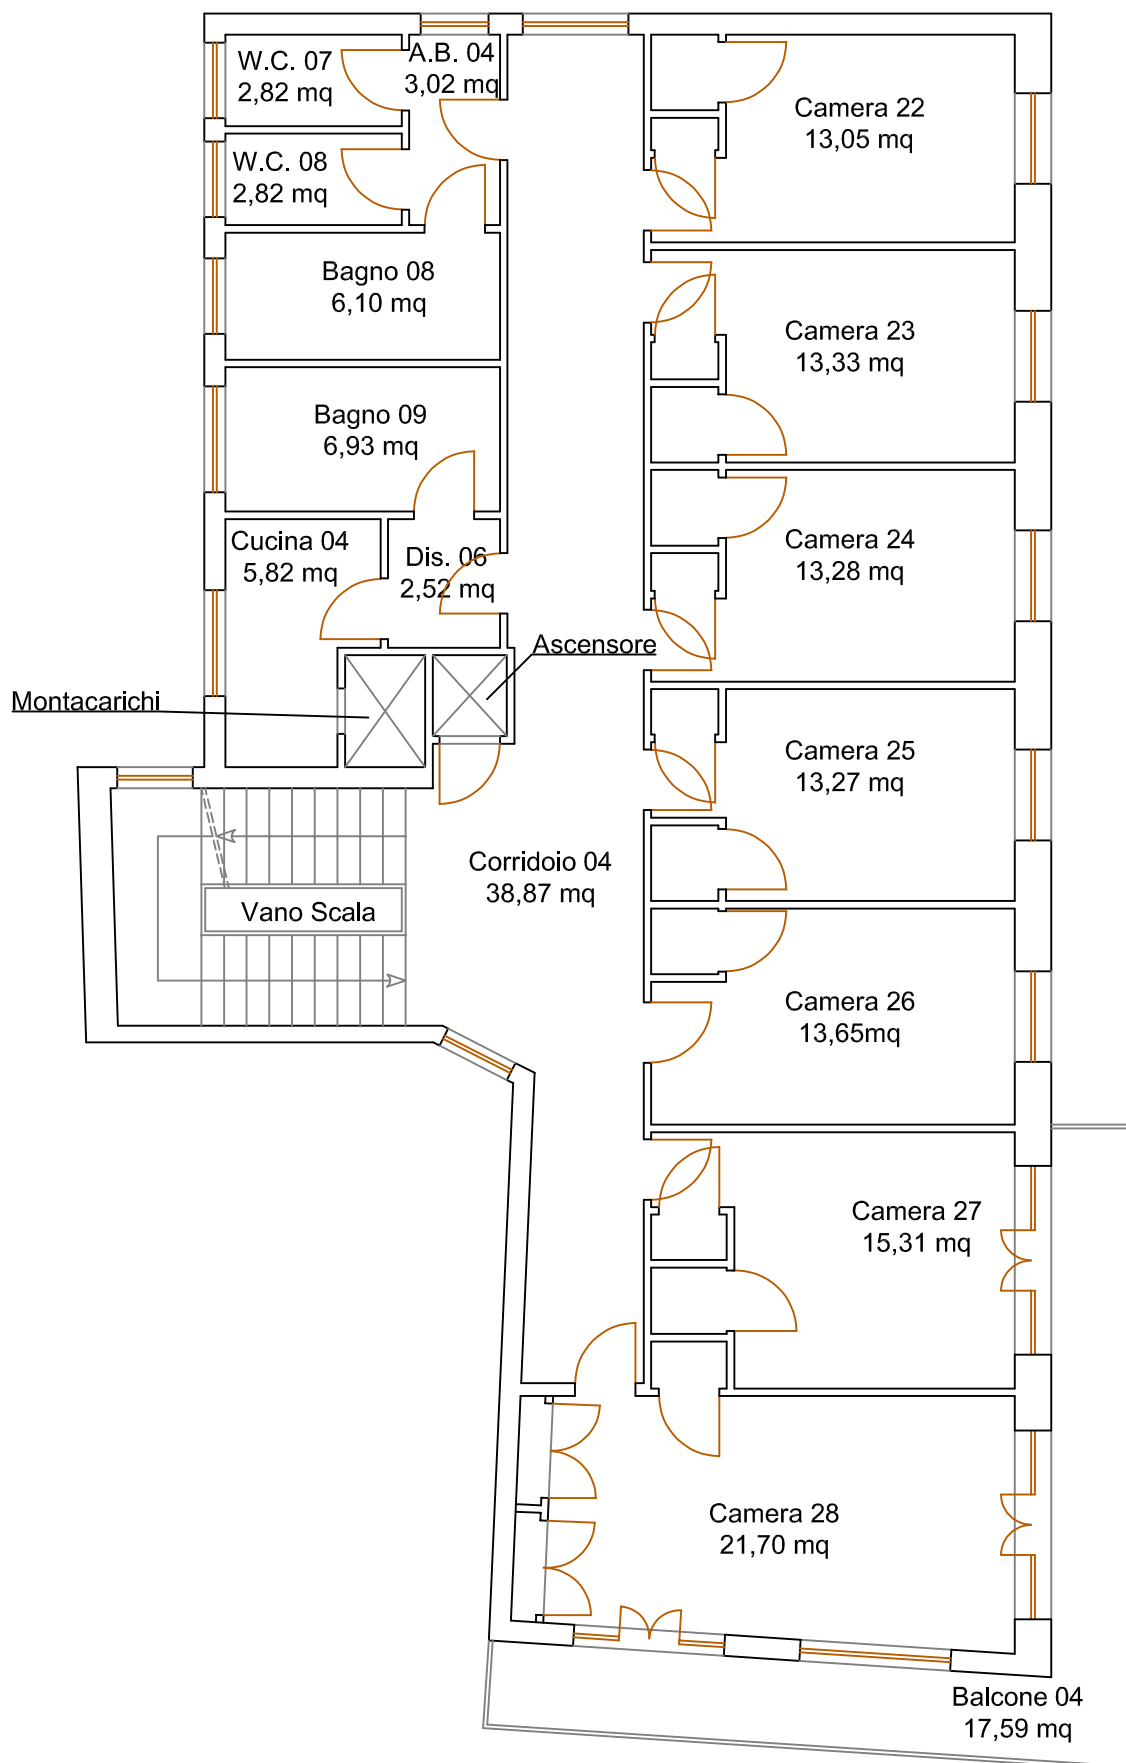 W.C. 07
2,82 mq
A.B. 04
3,02 mq
Camera 22
13,05 mq
W.C. 08
2,82 mq
Bagno 08
6,10 mq
Camera 23
13,33 mq
Bagno 09
6,93 mq
Cucina 04
5,82 mq
Dis. 06
2,52 mq
Camera 24
13,28 mq
Ascensore
Montacarichi
Camera 25
13,27 mq
Corridoio 04
38,87 mq
Vano Scala
Camera 26
13,65mq
Camera 27
15,31 mq
Camera 28
21,70 mq
Balcone 04
17,59 mq